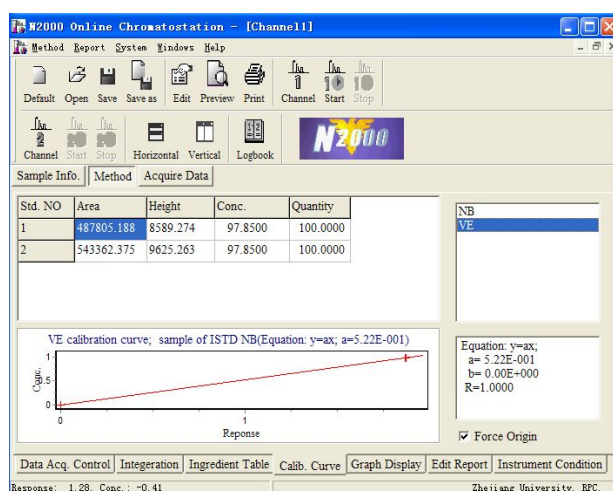 N2000 Online Chromatostation - [Channel1]
Method Report System Windows Help
Default Open Save Save as Edit Preview Print Channel Start Stop
Channel Start Stop Horizontal Vertical Logbook
N2000
Sample Info. Method Acquire Data
Std. NO Area Height Conc. Quantity
1 487805.188 8589.274 97.8500 100.0000
2 543362.375 9625.263 97.8500 100.0000
NB
VE
VE calibration curve; sample of ISTD NB(Equation: y=ax; a=5.22E-001)
Conc.
1
0.5
0
0 1
Reponse
Equation: y=ax;
a= 5.22E-001
b= 0.00E+000
R=1.0000
Force Origin
Data Acq. Control Integeration Ingredient Table Calib. Curve Graph Display Edit Report Instrument Condition
Response: 1.28, Conc.: -0.41 Zhejiang University, RPC.